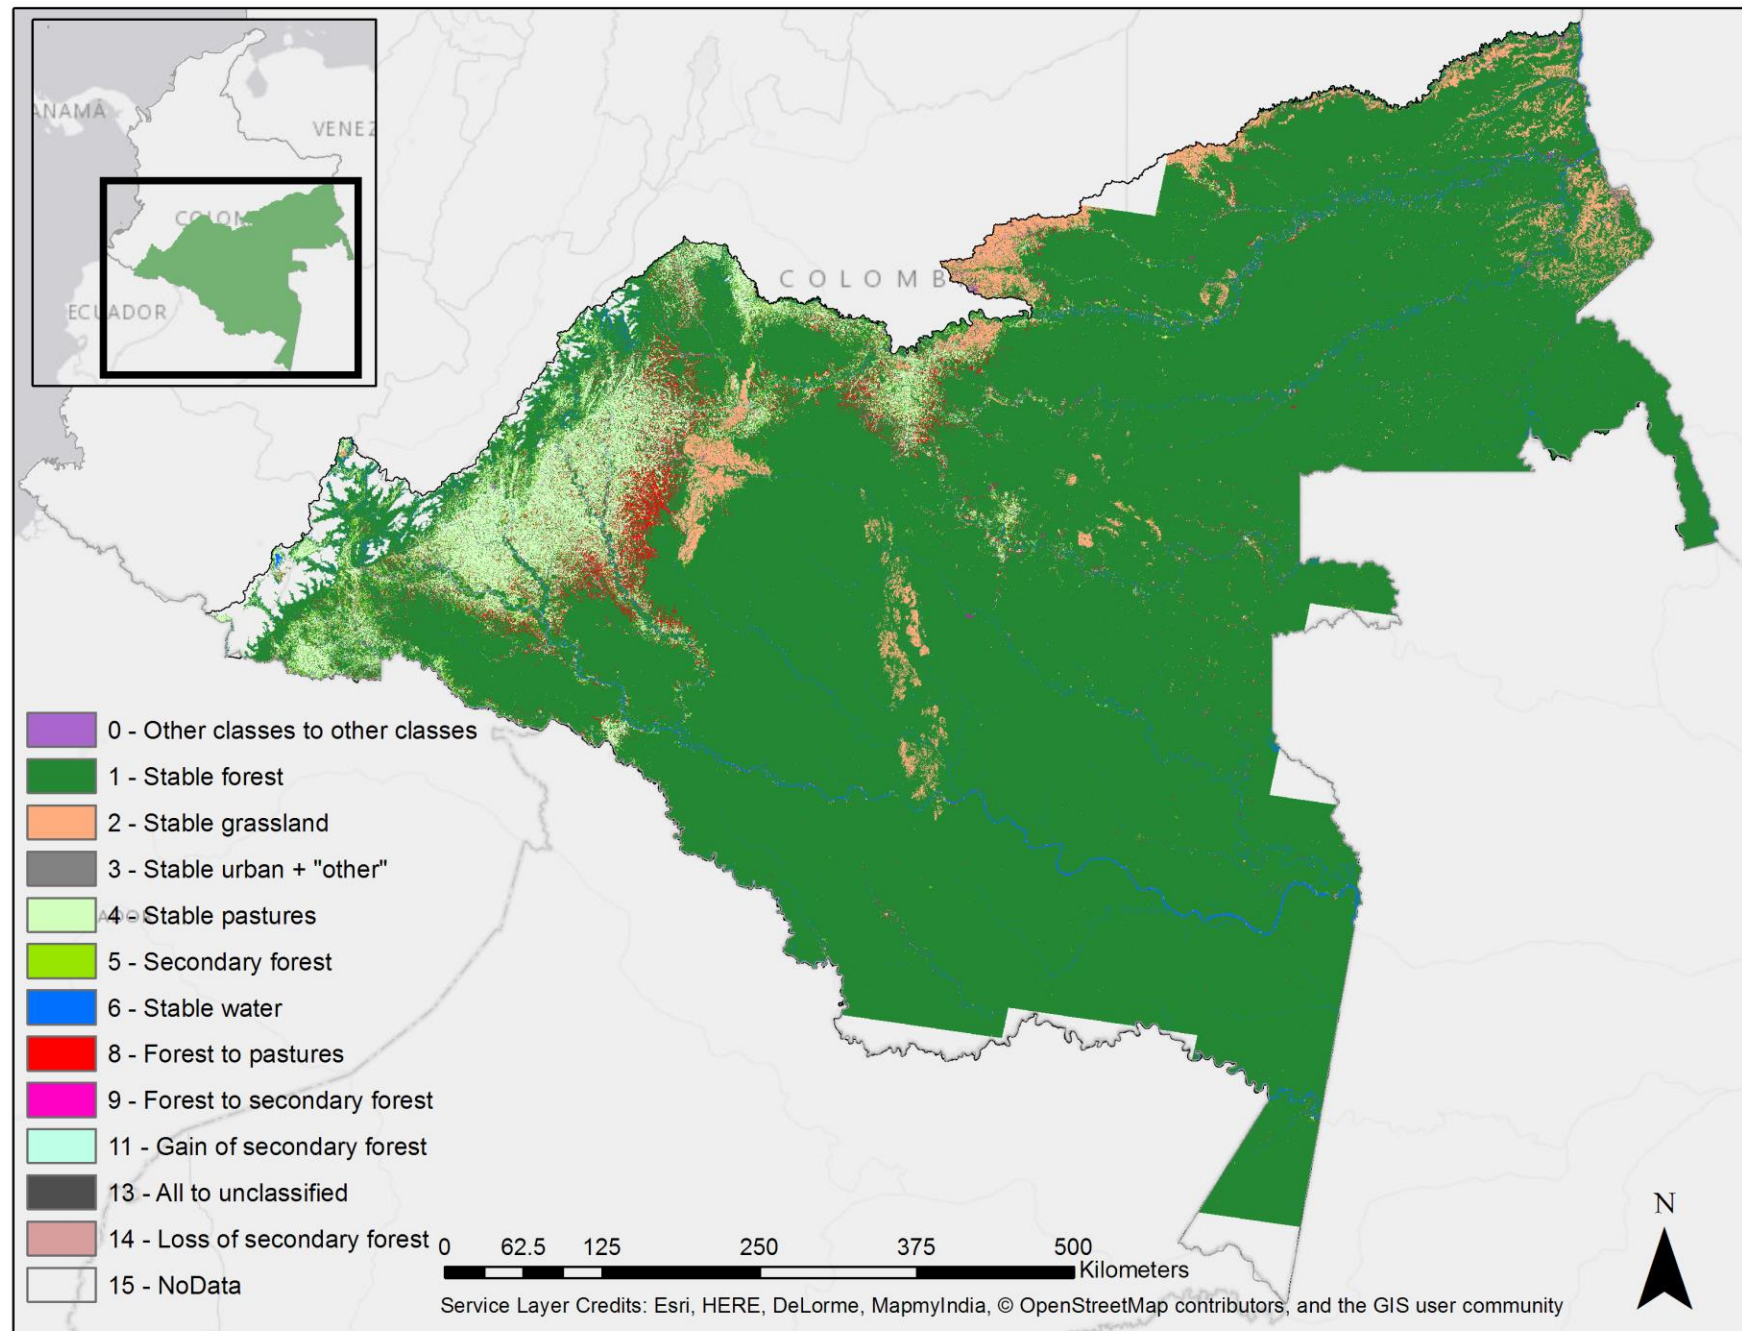 ANAMÁ
VENEZ
COLOM
ECUADOR
COLOMB
0 - Other classes to other classes
1 - Stable forest
2 - Stable grassland
3 - Stable urban + "other"
4 - Stable pastures
5 - Secondary forest
6 - Stable water
8 - Forest to pastures
9 - Forest to secondary forest
11 - Gain of secondary forest
13 - All to unclassified
14 - Loss of secondary forest
15 - NoData
0 62.5 125 250 375 500
Kilometers
N
Service Layer Credits: Esri, HERE, DeLorme, MapmyIndia, © OpenStreetMap contributors, and the GIS user community